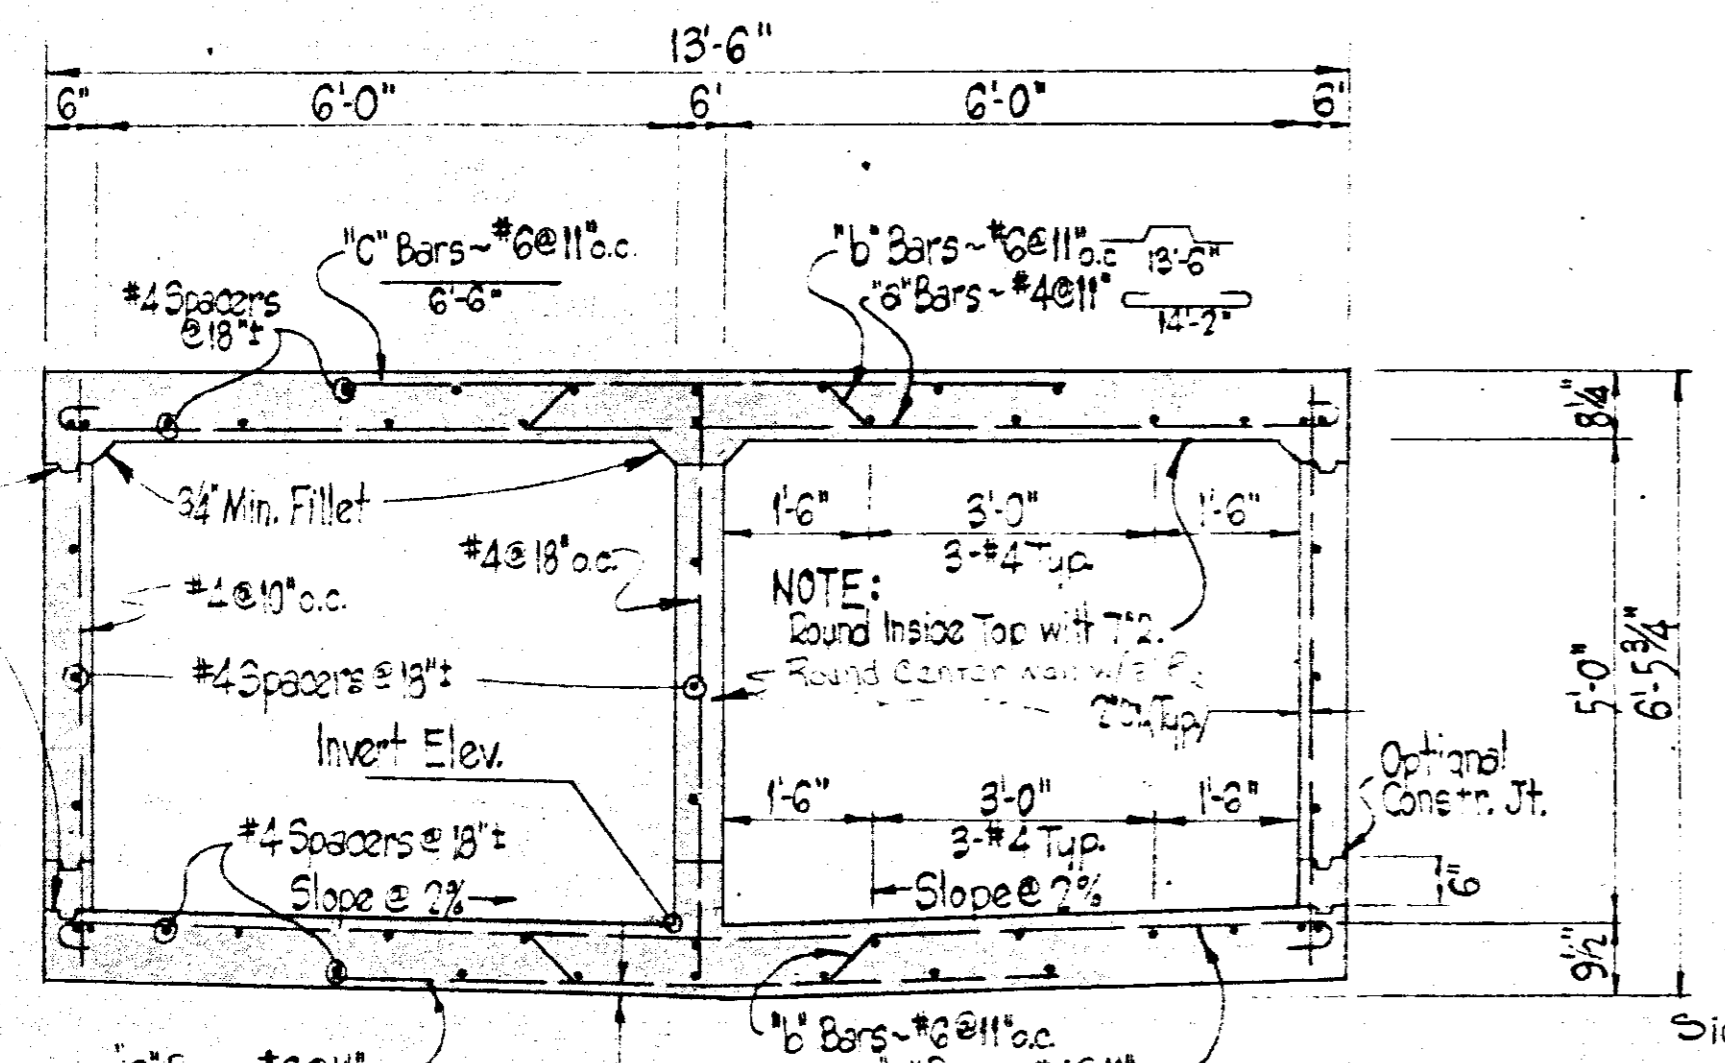 13'-6"
6" 6'-0" 6' 6'-0" 6'
"C" Bars~#6@11"o.c.
6'-6"
"b" Bars~#6@11"o.c
13'-6"
"a" Bars~#4@11"
14'-2"
#4 Spacers
@18"±
8¼"
¾" Min. Fillet
1'-6" 3'-0" 1'-6"
3-#4 Typ.
#4@18"o.c.
#4@10"o.c.
NOTE:
Round Inside Top with
Round Center
#4 Spacers@18"±
5'-0"
6'-5¾"
Invert Elev.
Optional
Constr. Jt.
1'-6" 3'-0" 1'-6"
3-#4 Typ.
#4 Spacers@18"±
Slope @ 2%
Slope@ 2%
6"
9½"
"b" Bars~#6@11"o.c.